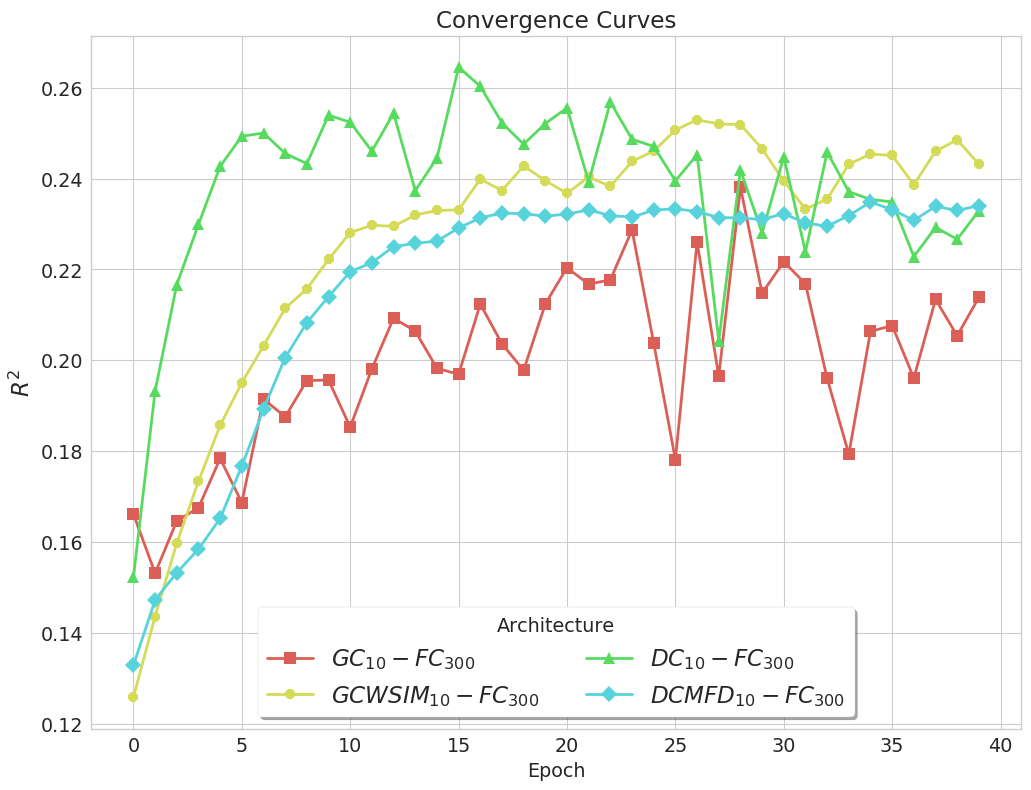 Convergence Curves
0.26
0.24
0.22
0.20
0.18
0.16
0.14
0.12
R²
Architecture
GC₁₀ − FC₃₀₀
DC₁₀ − FC₃₀₀
GCWSIM₁₀ − FC₃₀₀
DCMFD₁₀ − FC₃₀₀
0 5 10 15 20 25 30 35 40
Epoch